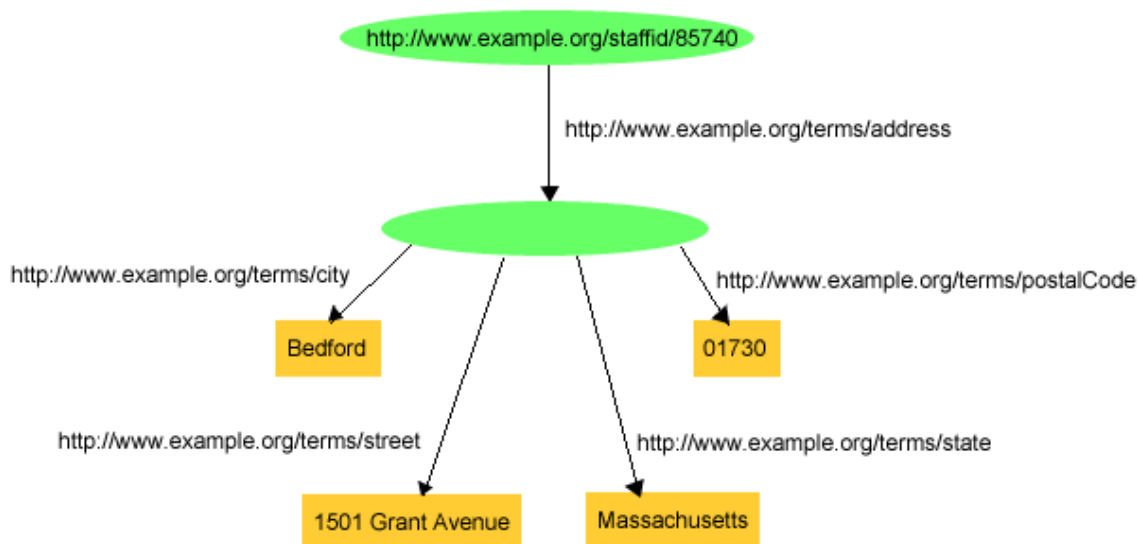 http://www.example.org/staffid/85740
http://www.example.org/terms/address
http://www.example.org/terms/city
http://www.example.org/terms/postalCode
Bedford
01730
http://www.example.org/terms/street
http://www.example.org/terms/state
1501 Grant Avenue
Massachusetts